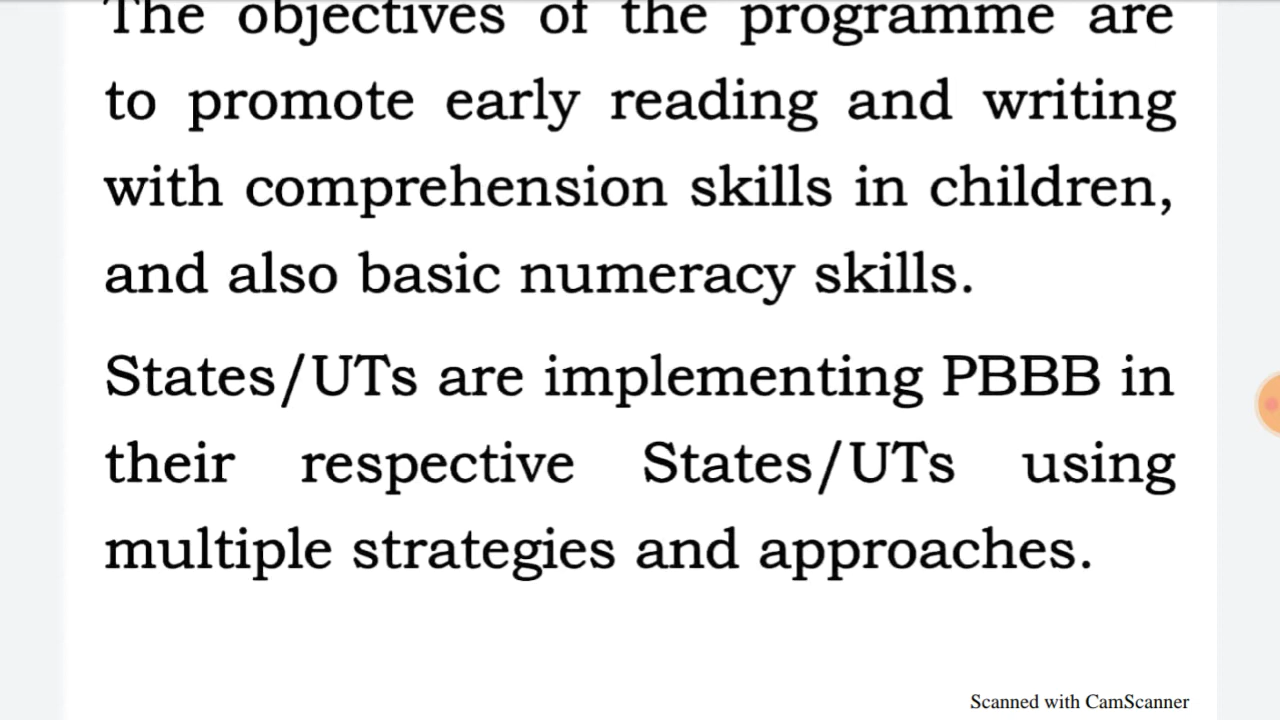 The objectives of the programme are
to promote early reading and writing
with comprehension skills in children,
and also basic numeracy skills.
States/UTs are implementing PBBB in
their respective States/UTs using
multiple strategies and approaches.
Scanned with CamScanner